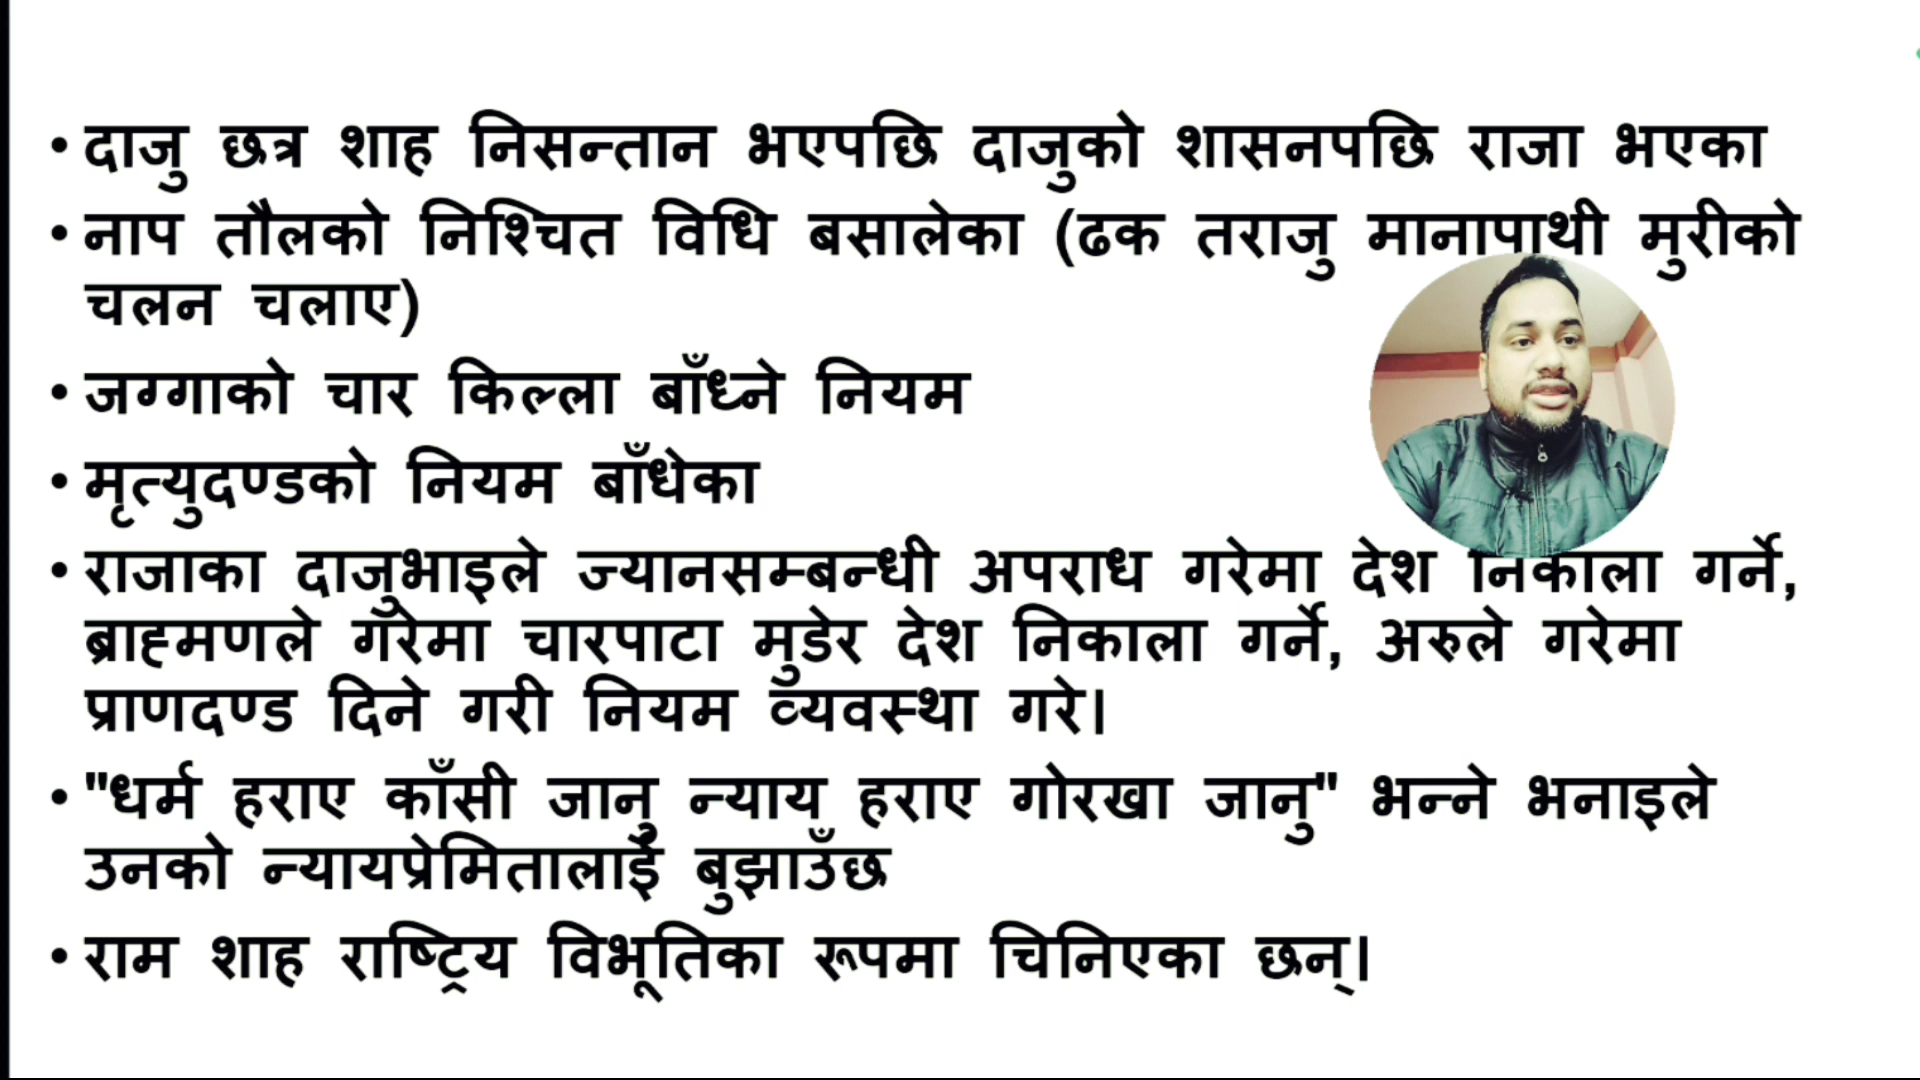 • दाजु छत्र शाह निसन्तान भएपछि दाजुको शासनपछि राजा भएका
• नाप तौलको निश्चित विधि बसालेका (ढक तराजु मानापाथी मुरीको
चलन चलाए)
• जग्गाको चार किल्ला बाँध्ने नियम
• मृत्युदण्डको नियम बाँधेका
• राजाका दाजुभाइले ज्यानसम्बन्धी अपराध गरेमा देश निकाला गर्ने,
ब्राह्मणले गरेमा चारपाटा मुडेर देश निकाला गर्ने, अरुले गरेमा
प्राणदण्ड दिने गरी नियम व्यवस्था गरे।
• "धर्म हराए काँसी जानु न्याय हराए गोरखा जानु" भन्ने भनाइले
उनको न्यायप्रेमितालाई बुझाउँछ
• राम शाह राष्ट्रिय विभूतिका रूपमा चिनिएका छन्।